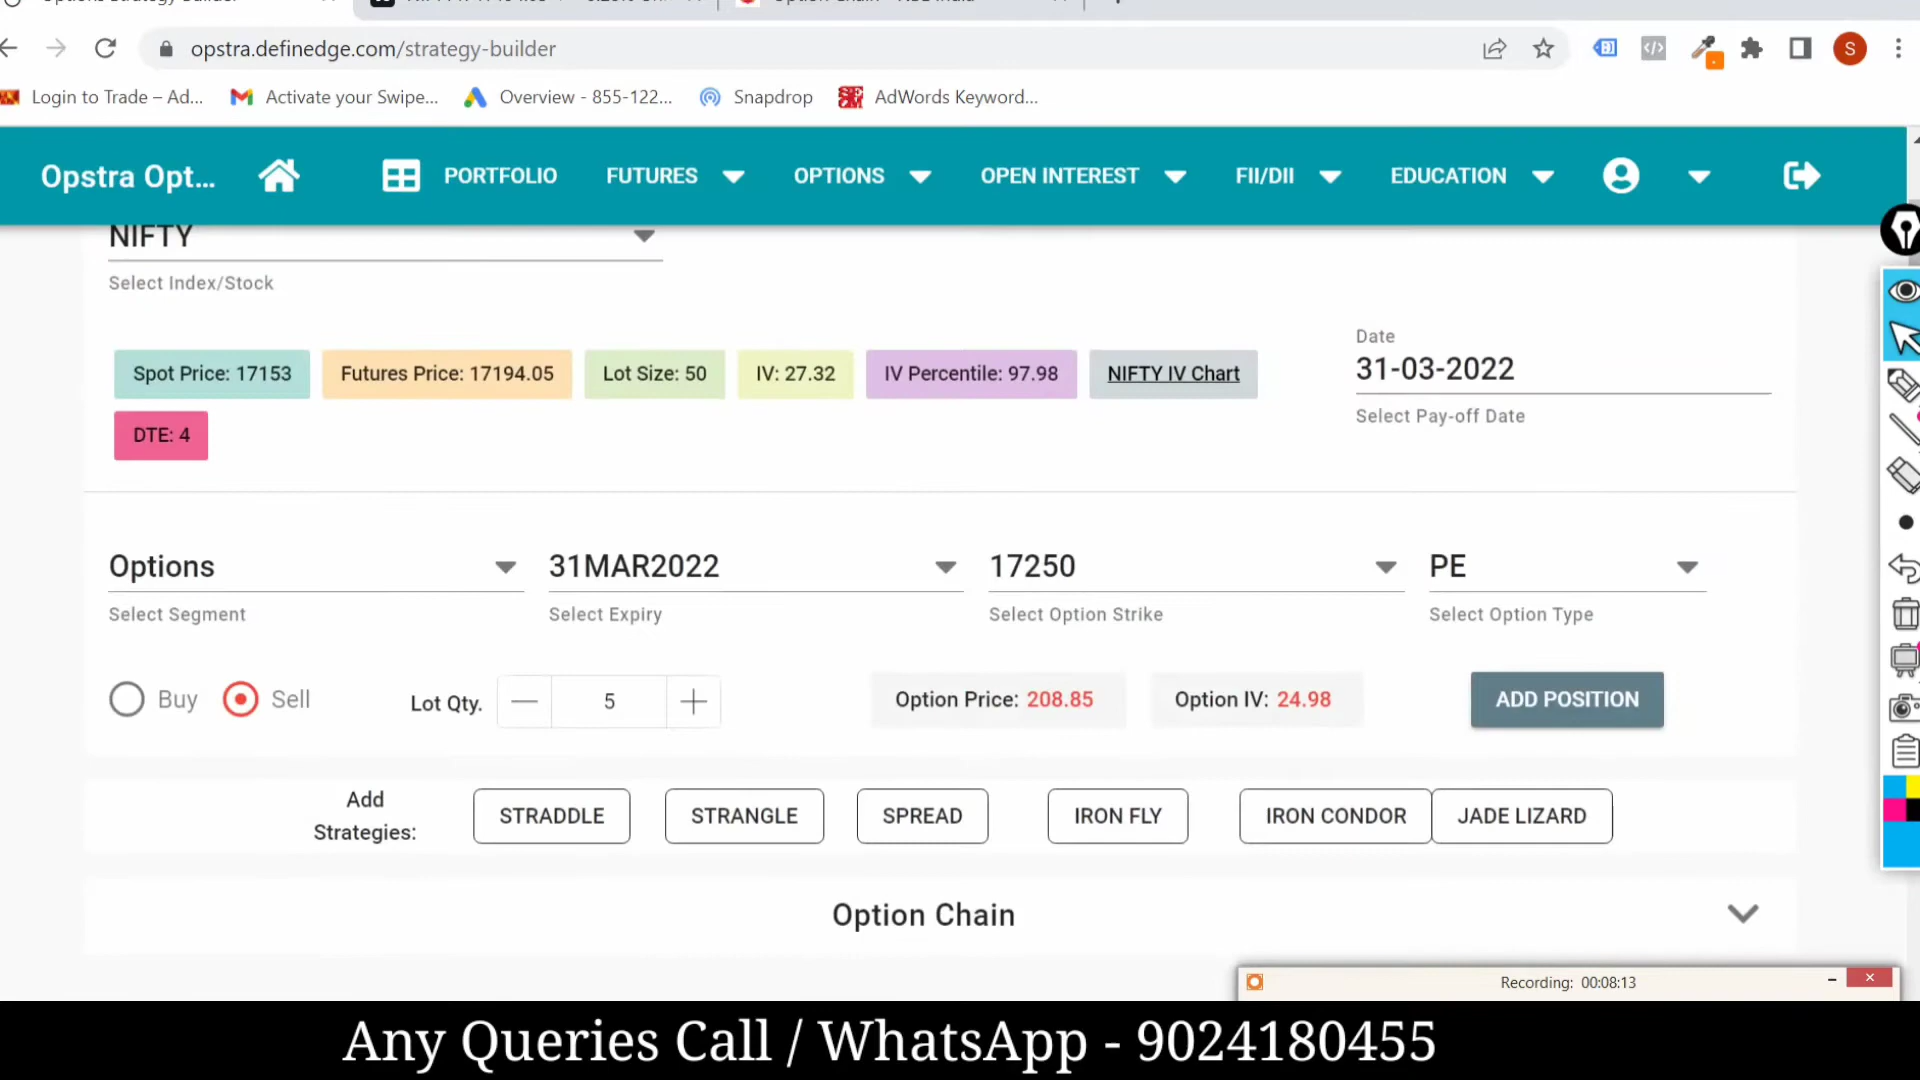 opstra.definedge.com/strategy-builder
S
Login to Trade – Ad...
Activate your Swipe...
Overview - 855-122...
Snapdrop
AdWords Keyword...
Opstra Opt...
PORTFOLIO
FUTURES
OPTIONS
OPEN INTEREST
FII/DII
EDUCATION
NIFTY
Select Index/Stock
Spot Price: 17153
Futures Price: 17194.05
Lot Size: 50
IV: 27.32
IV Percentile: 97.98
NIFTY IV Chart
DTE: 4
Date
31-03-2022
Select Pay-off Date
Options
Select Segment
31MAR2022
Select Expiry
17250
Select Option Strike
PE
Select Option Type
Buy
Sell
Lot Qty.
5
Option Price: 208.85
Option IV: 24.98
ADD POSITION
Add
Strategies:
STRADDLE
STRANGLE
SPREAD
IRON FLY
IRON CONDOR
JADE LIZARD
Option Chain
Recording: 00:08:13
Any Queries Call / WhatsApp - 9024180455